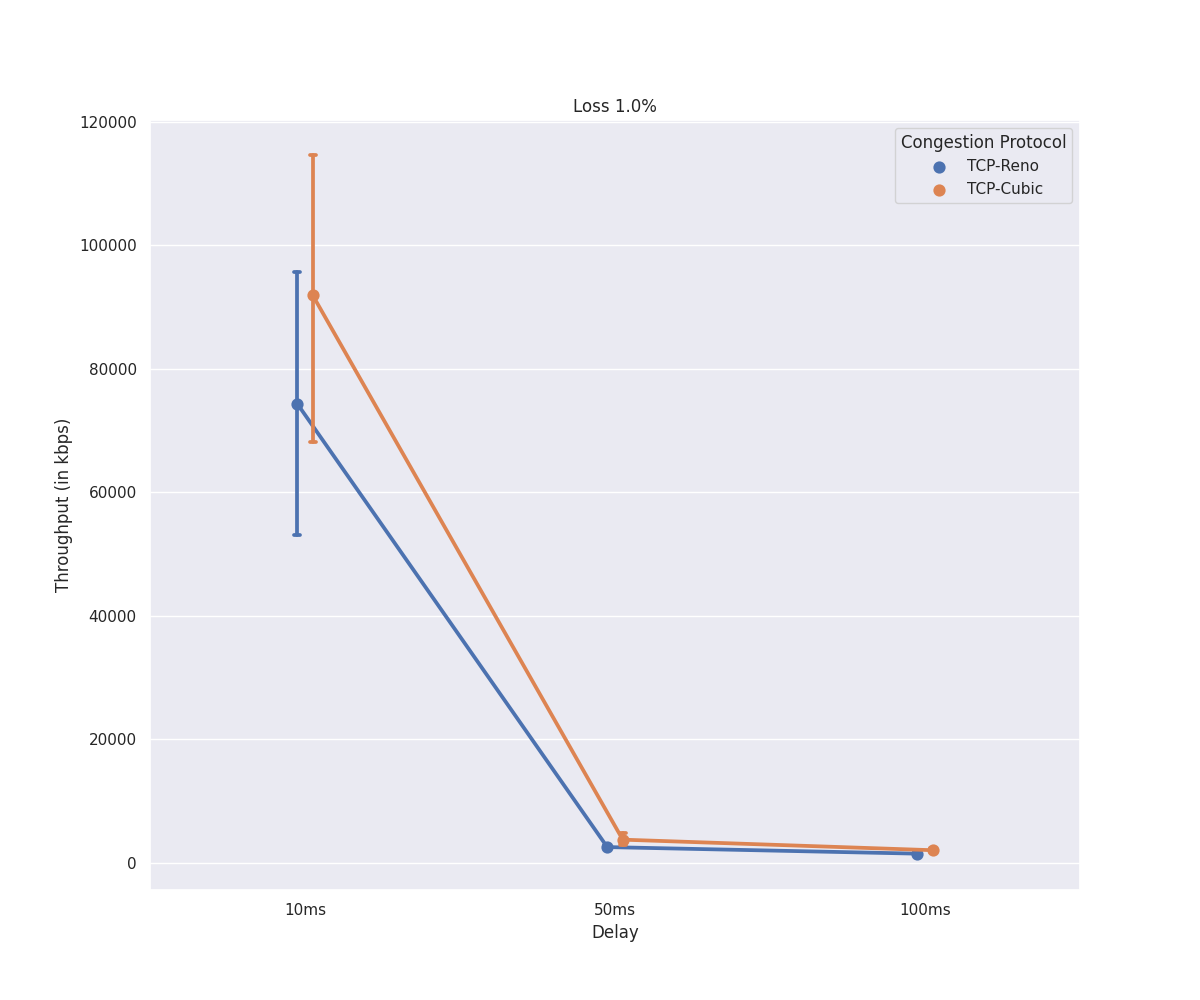 Loss 1.0%
120000
100000
80000
60000
40000
20000
0
Throughput (in kbps)
Congestion Protocol
TCP-Reno
TCP-Cubic
10ms
50ms
100ms
Delay